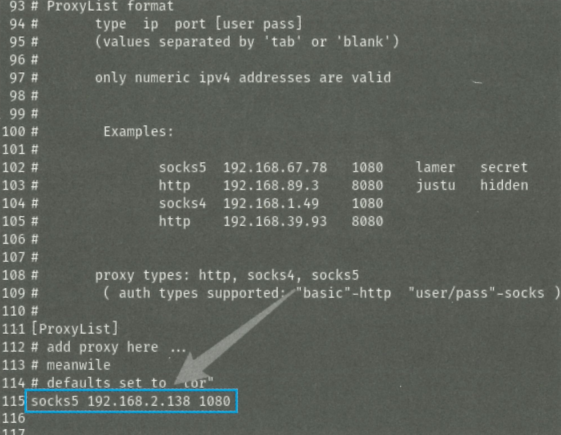 93 # ProxyList format
94 #       type  ip  port [user pass]
95 #       (values separated by 'tab' or 'blank')
96 #
97 #       only numeric ipv4 addresses are valid
98 #
99 #
100 #        Examples:
101 #
102 #               socks5  192.168.67.78   1080    lamer   secret
103 #               http    192.168.89.3    8080    justu   hidden
104 #               socks4  192.168.1.49    1080
105 #               http    192.168.39.93   8080
106 #
107 #
108 #       proxy types: http, socks4, socks5
109 #        ( auth types supported: "basic"-http  "user/pass"-socks )
110 #
111 [ProxyList]
112 # add proxy here ...
113 # meanwile
114 # defaults set to "tor"
115 socks5 192.168.2.138 1080
116
117